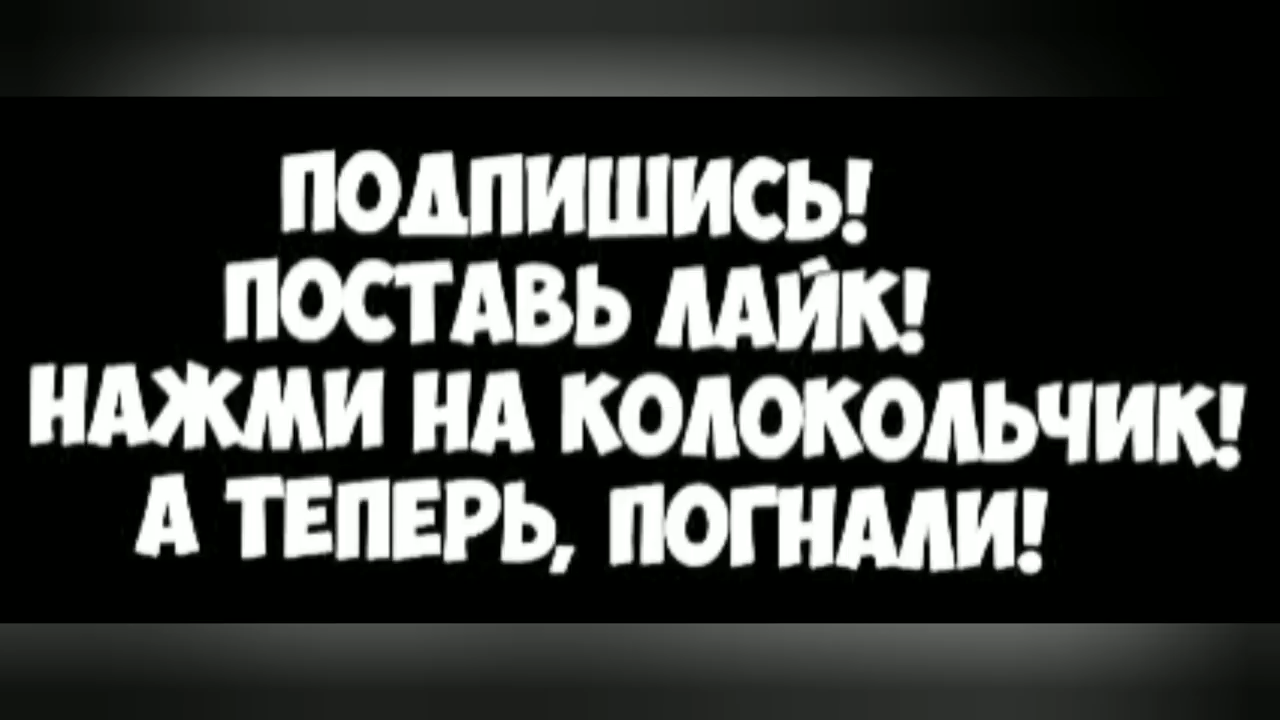 ПОДПИШИСЬ!
ПОСТАВЬ ЛАЙК!
НАЖМИ НА КОЛОКОЛЬЧИК!
А ТЕПЕРЬ, ПОГНАЛИ!